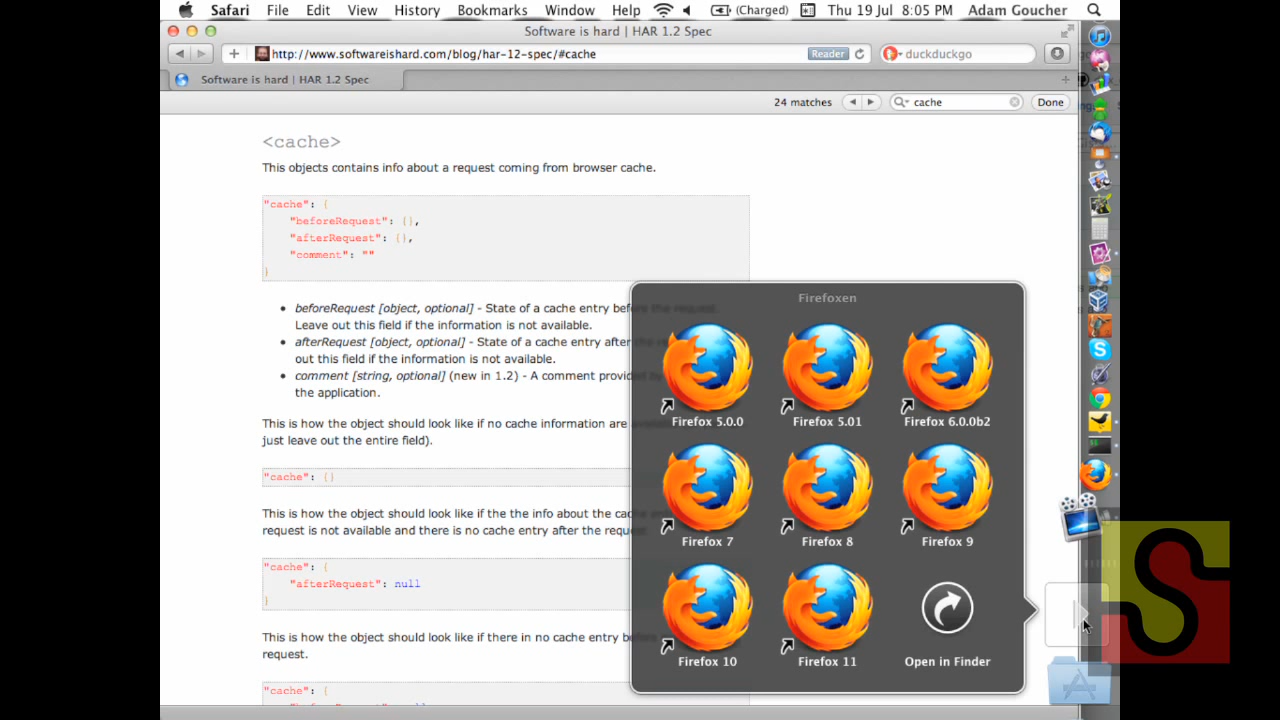 Safari File Edit View History Bookmarks Window Help (Charged) Thu 19 Jul 8:05 PM Adam Goucher
Software is hard | HAR 1.2 Spec
http://www.softwareishard.com/blog/har-12-spec/#cache Reader duckduckgo
Software is hard | HAR 1.2 Spec
24 matches cache Done
<cache>
This objects contains info about a request coming from browser cache.
"cache": {
"beforeRequest": {},
"afterRequest": {},
"comment": ""
}
• beforeRequest [object, optional] - State of a cache entry before the request.
Leave out this field if the information is not available.
• afterRequest [object, optional] - State of a cache entry after the
out this field if the information is not available.
• comment [string, optional] (new in 1.2) - A comment provided by
the application.
This is how the object should look like if no cache information are
just leave out the entire field).
"cache": {}
This is how the object should look like if the the info about the cache
request is not available and there is no cache entry after the request.
"cache": {
"afterRequest": null
}
This is how the object should look like if there in no cache entry before
request.
"cache": {
Firefoxen
Firefox 5.0.0 Firefox 5.01 Firefox 6.0.0b2
Firefox 7 Firefox 8 Firefox 9
Firefox 10 Firefox 11 Open in Finder